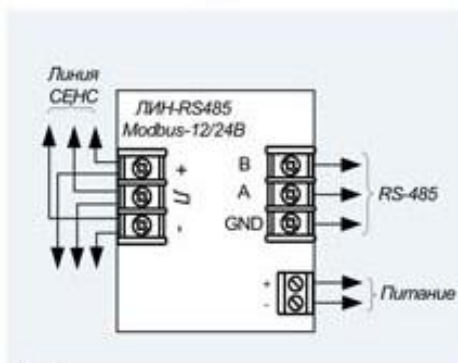 Линия
СЕНС
ЛИН-RS485
Modbus-12/24В
+
Л
-
B
A
GND
RS-485
+
-
Питание